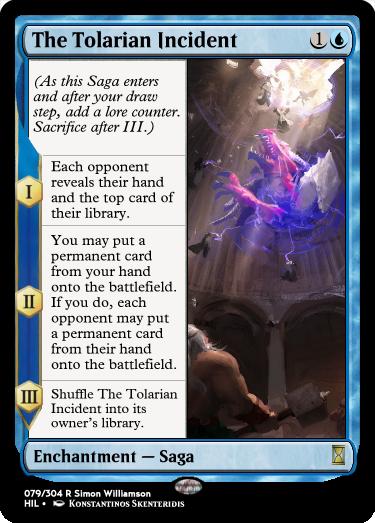 The Tolarian Incident 1
(As this Saga enters
and after your draw
step, add a lore counter.
Sacrifice after III.)
I
Each opponent
reveals their hand
and the top card of
their library.
II
You may put a
permanent card
from your hand
onto the battlefield.
If you do, each
opponent may put
a permanent card
from their hand
onto the battlefield.
III
Shuffle The Tolarian
Incident into its
owner's library.
Enchantment — Saga
079/304 R Simon Williamson
HIL • Konstantinos Skenteridis